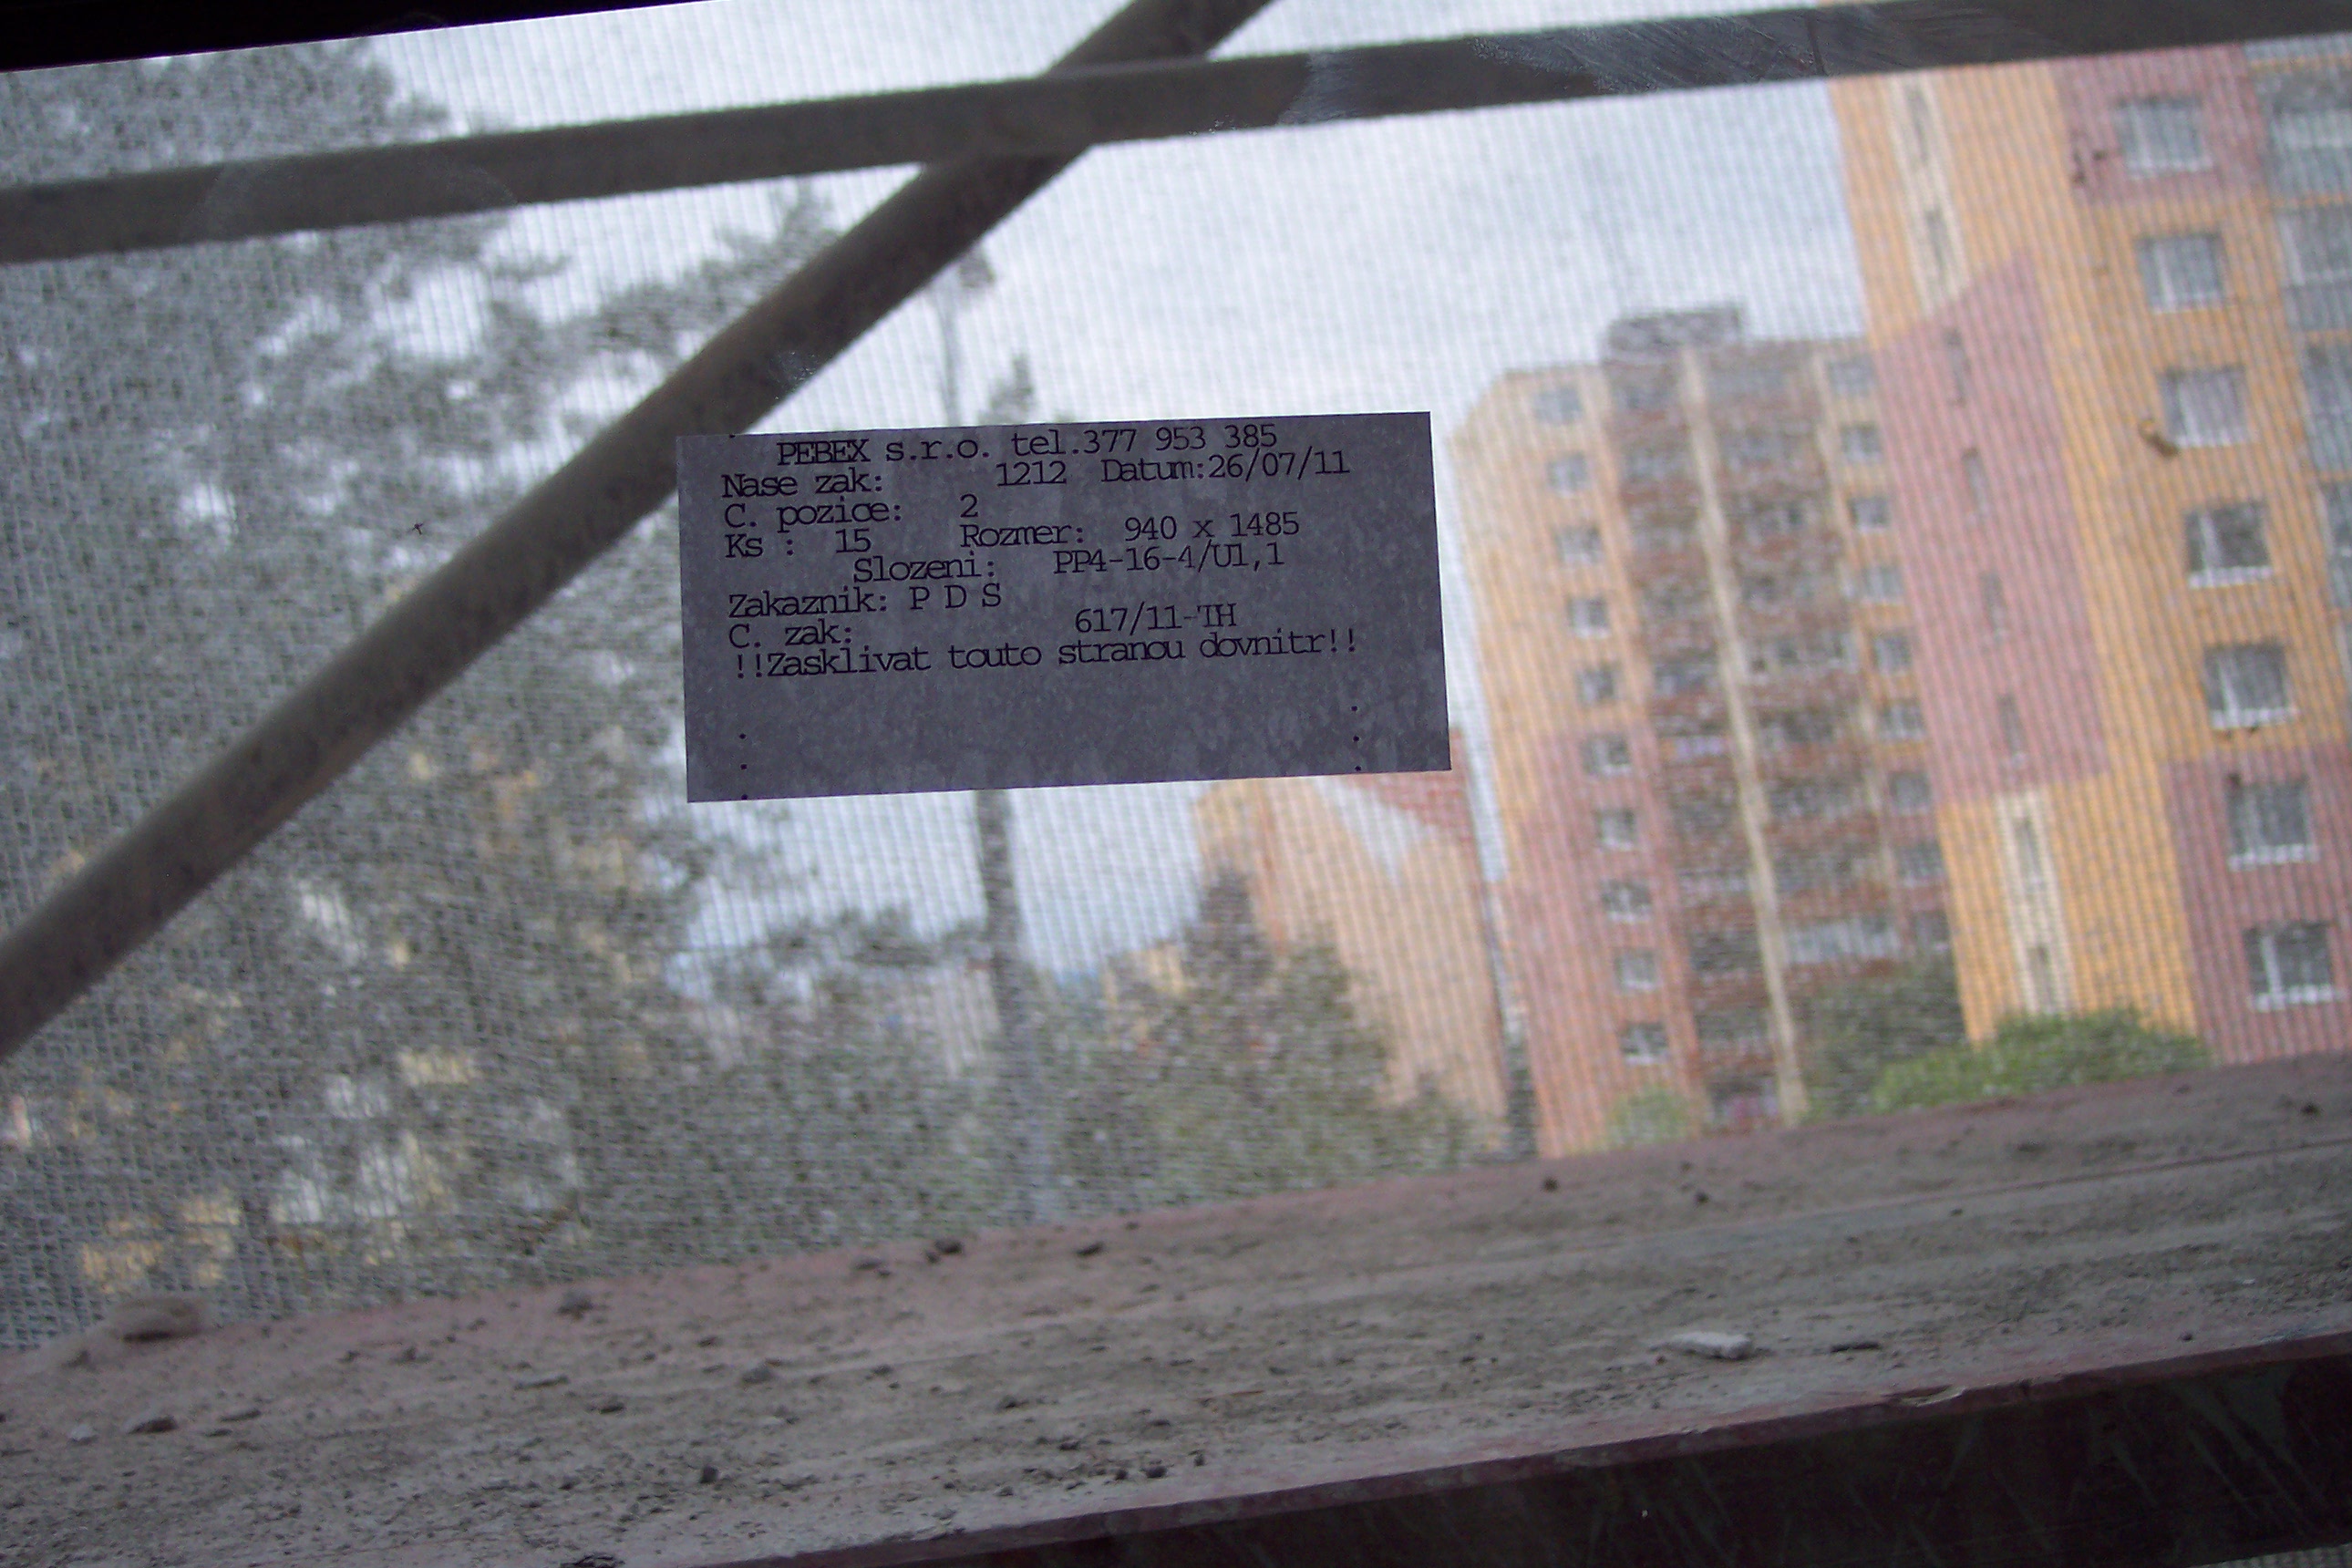 PEBEX s.r.o. tel.377 953 385
Nase zak: 1212 Datum:26/07/11
C. pozice: 2
Ks : 15 Rozmer: 940 x 1485
Slozeni: PP4-16-4/U1,1
Zakaznik: P D S
C. zak: 617/11-TH
!!Zasklivat touto stranou dovnitr!!